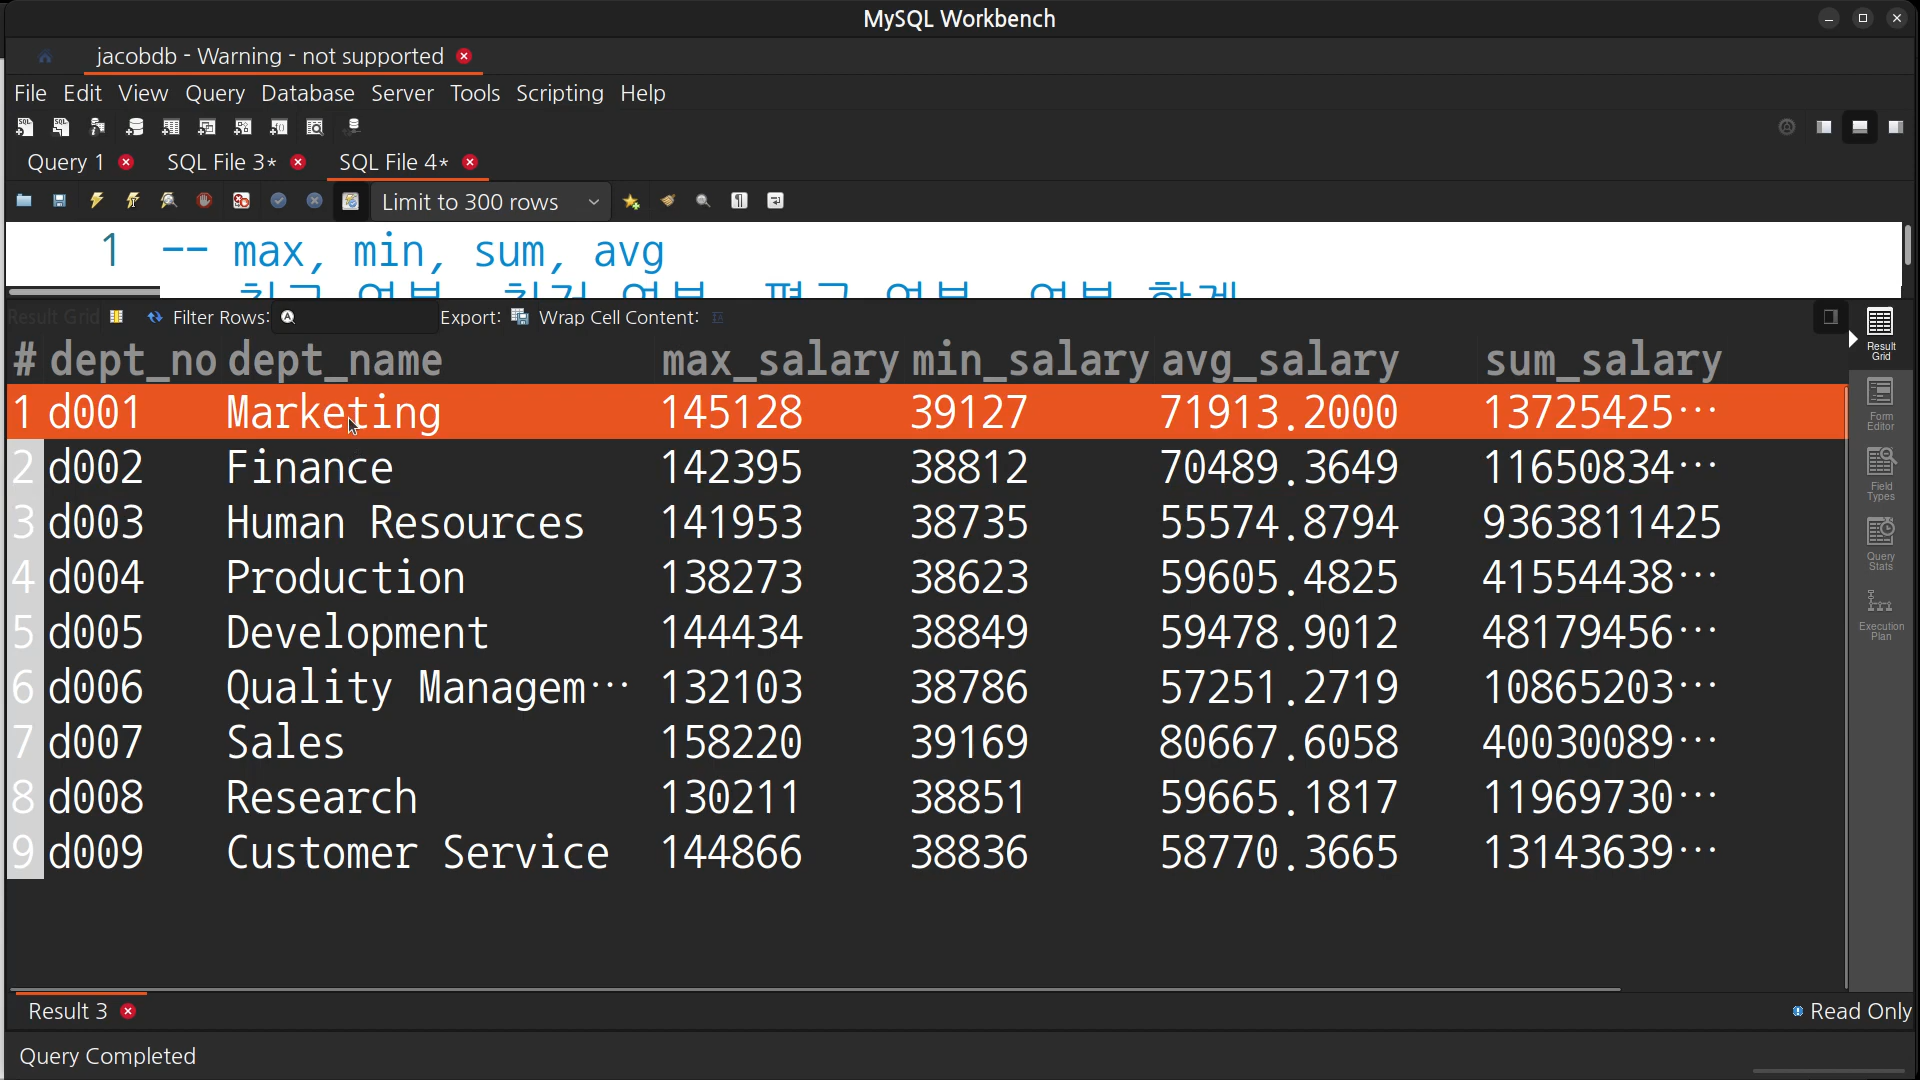 MySQL Workbench
jacobdb - Warning - not supported
File Edit View Query Database Server Tools Scripting Help
Query 1 SQL File 3* SQL File 4*
Limit to 300 rows
1 -- max, min, sum, avg
Result Grid Filter Rows: Export: Wrap Cell Content:
# dept_no dept_name max_salary min_salary avg_salary sum_salary
1 d001 Marketing 145128 39127 71913.2000 13725425...
2 d002 Finance 142395 38812 70489.3649 11650834...
3 d003 Human Resources 141953 38735 55574.8794 9363811425
4 d004 Production 138273 38623 59605.4825 41554438...
5 d005 Development 144434 38849 59478.9012 48179456...
6 d006 Quality Managem... 132103 38786 57251.2719 10865203...
7 d007 Sales 158220 39169 80667.6058 40030089...
8 d008 Research 130211 38851 59665.1817 11969730...
9 d009 Customer Service 144866 38836 58770.3665 13143639...
Result Grid
Form Editor
Field Types
Query Stats
Execution Plan
Result 3
Read Only
Query Completed